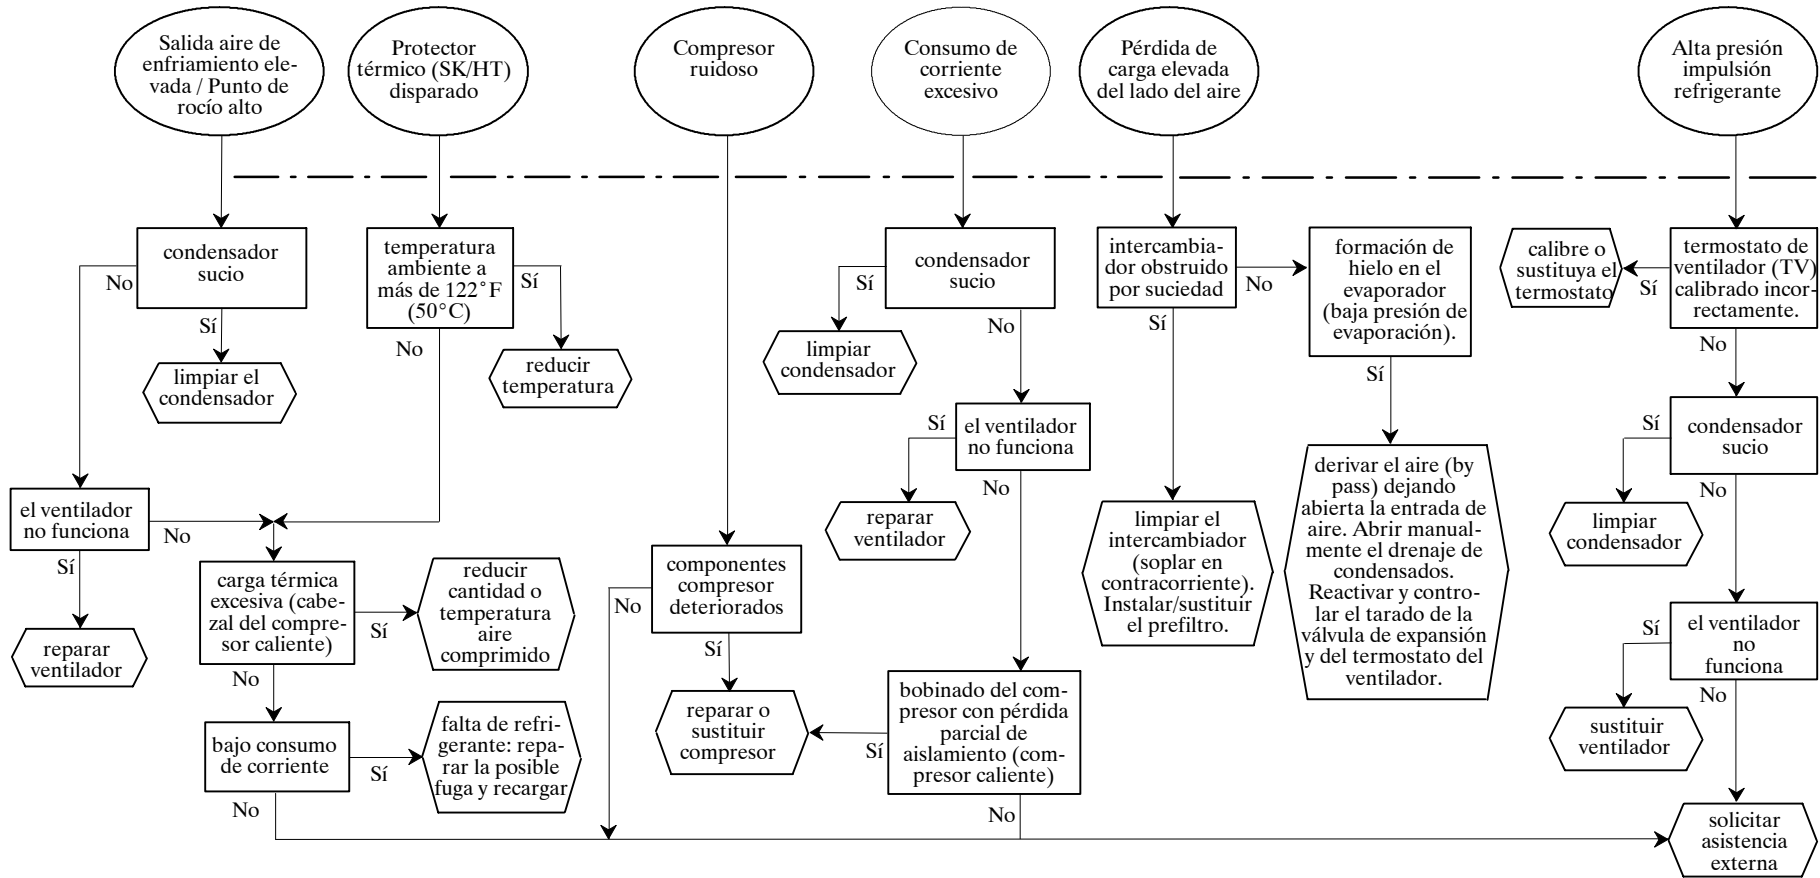 Salida aire de
enfriamiento ele-
vada / Punto de
rocío alto
Protector
térmico (SK/HT)
disparado
Compresor
ruidoso
Consumo de
corriente
excesivo
Pérdida de
carga elevada
del lado del aire
Alta presión
impulsión
refrigerante
condensador
sucio
No
Sí
limpiar el
condensador
temperatura
ambiente a
más de 122°F
(50°C)
Sí
No
reducir
temperatura
condensador
sucio
Sí
No
limpiar
condensador
intercambia-
dor obstruido
por suciedad
No
Sí
formación de
hielo en el
evaporador
(baja presión de
evaporación).
Sí
calibre o
sustituya el
termostato
termostato de
ventilador (TV)
calibrado incor-
rectamente.
Sí
No
el ventilador
no funciona
No
Sí
reparar
ventilador
el ventilador
no funciona
Sí
No
reparar
ventilador
condensador
sucio
Sí
No
limpiar
condensador
limpiar el
intercambiador
(soplar en
contracorriente).
Instalar/sustituir
el prefiltro.
derivar el aire (by
pass) dejando
abierta la entrada de
aire. Abrir manual-
mente el drenaje de
condensados.
Reactivar y contro-
lar el tarado de la
válvula de expansión
y del termostato del
ventilador.
carga térmica
excesiva (cabe-
zal del compre-
sor caliente)
Sí
No
reducir
cantidad o
temperatura
aire
comprimido
componentes
compresor
deteriorados
No
Sí
el ventilador
no
funciona
Sí
No
sustituir
ventilador
bajo consumo
de corriente
Sí
No
falta de refri-
gerante: repa-
rar la posible
fuga y recargar
reparar o
sustituir
compresor
bobinado del com-
presor con pérdida
parcial de
aislamiento (com-
presor caliente)
Sí
No
solicitar
asistencia
externa